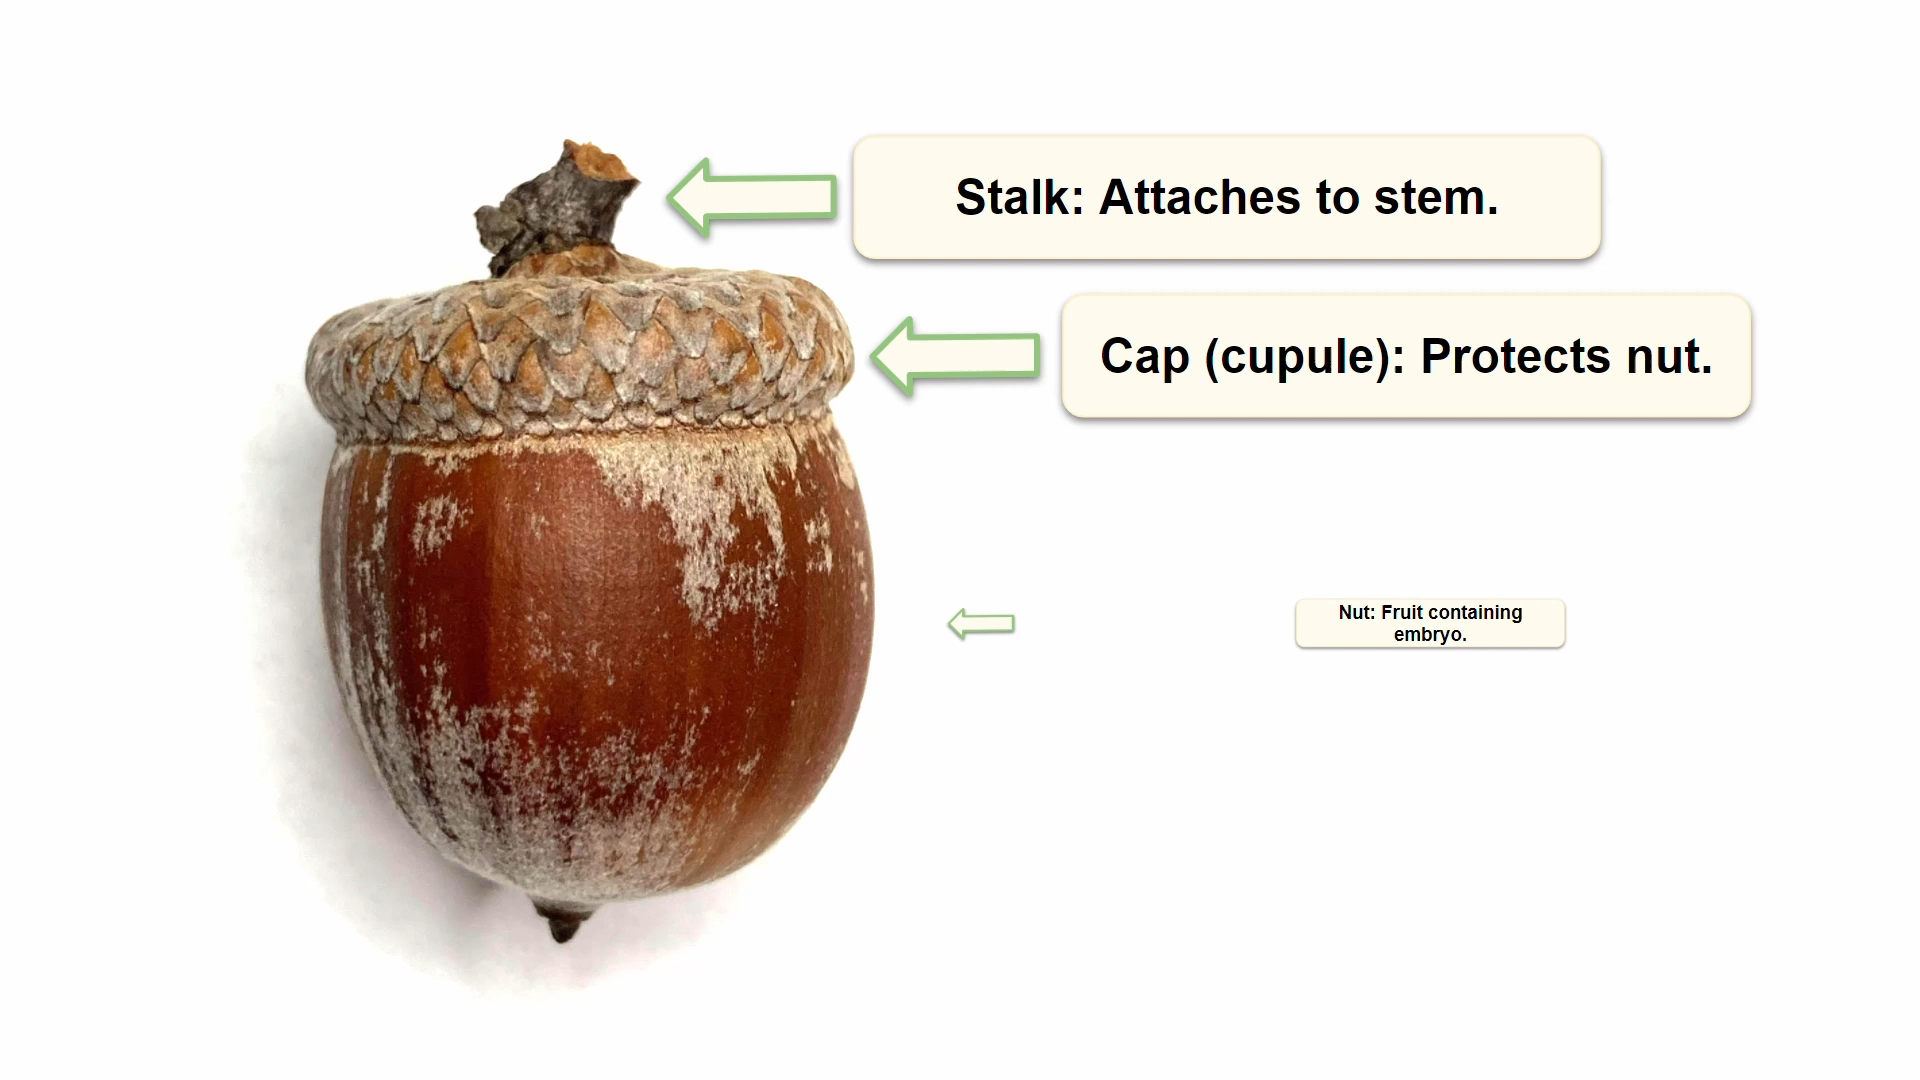 Stalk: Attaches to stem.
Cap (cupule): Protects nut.
Nut: Fruit containing
embryo.